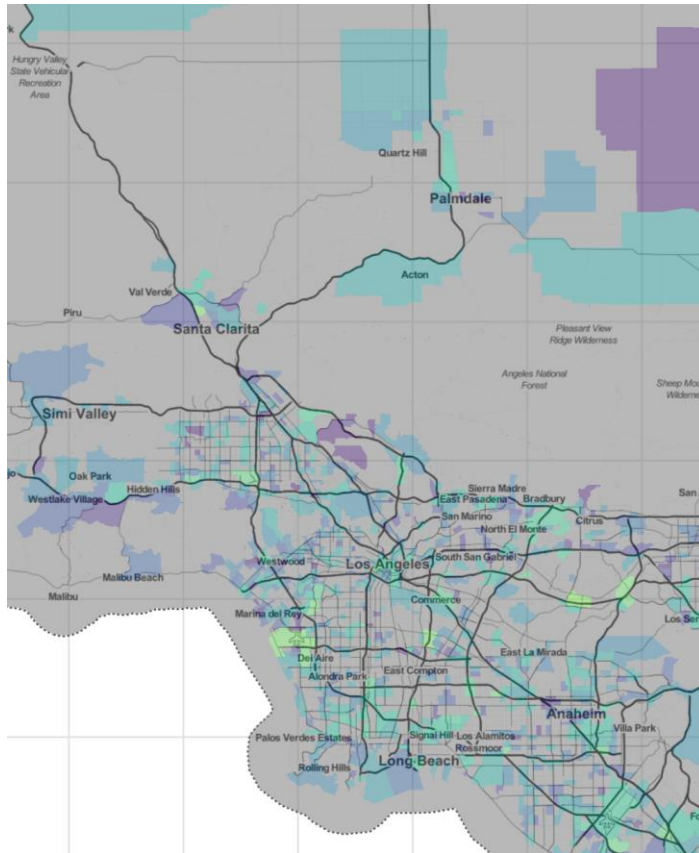 Hungry Valley
State Vehicular
Recreation
Area
Quartz Hill
Palmdale
Acton
Val Verde
Piru
Santa Clarita
Pleasant View
Ridge Wilderness
Angeles National
Forest
Simi Valley
Oak Park
Westlake Village
Hidden Hills
Sierra Madre
East Pasadena
Bradbury
San
San Marino
North El Monte
Citrus
Westwood
Los Angeles
South San Gabriel
Malibu Beach
Malibu
Commerce
Marina del Rey
Del Aire
East La Mirada
East Compton
Alondra Park
Anaheim
Villa Park
Palos Verdes Estates
Signal Hill
Los Alamitos
Rossmoor
Rolling Hills
Long Beach